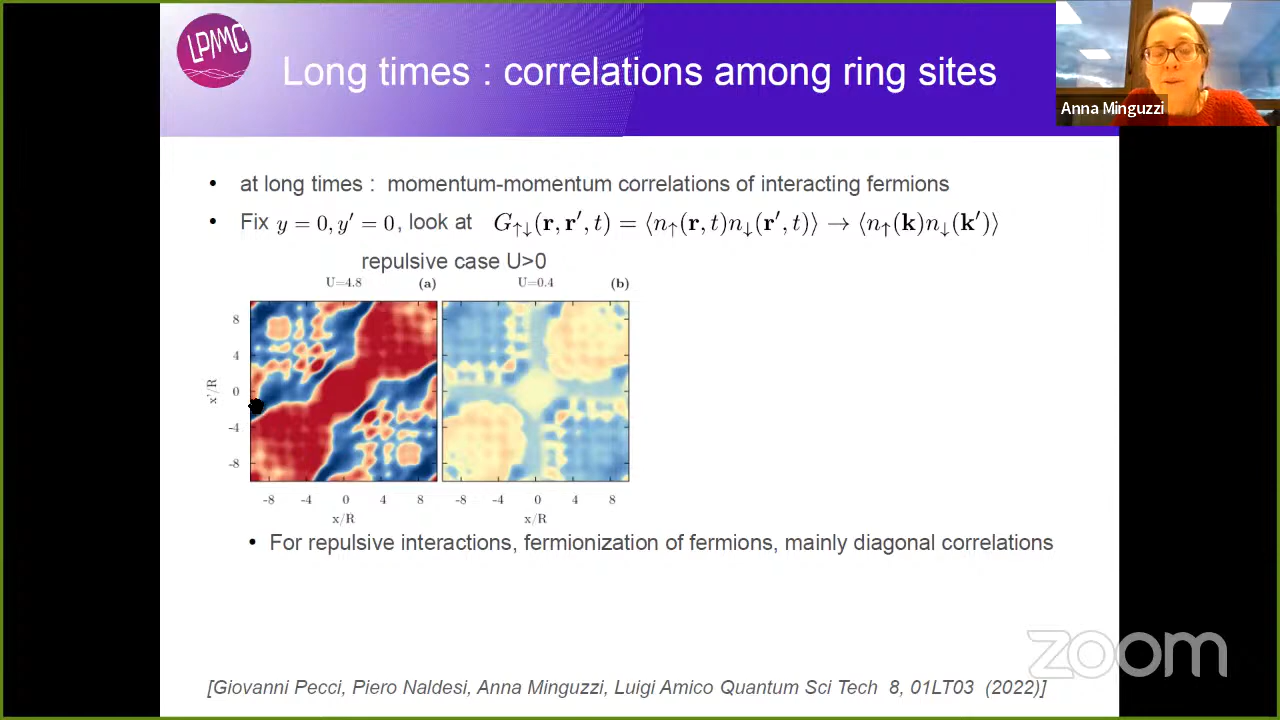 LPMMC
Long times : correlations among ring sites
Anna Minguzzi
• at long times : momentum-momentum correlations of interacting fermions
• Fix y = 0, y′ = 0, look at G↑↓(r, r′, t) = ⟨n↑(r, t)n↓(r′, t)⟩ → ⟨n↑(k)n↓(k′)⟩
repulsive case U>0
U=4.8 (a) U=0.4 (b)
8
4
0
-4
-8
x'/R
-8 -4 0 4 8 -8 -4 0 4 8
x/R x/R
• For repulsive interactions, fermionization of fermions, mainly diagonal correlations
zoom
[Giovanni Pecci, Piero Naldesi, Anna Minguzzi, Luigi Amico Quantum Sci Tech 8, 01LT03 (2022)]